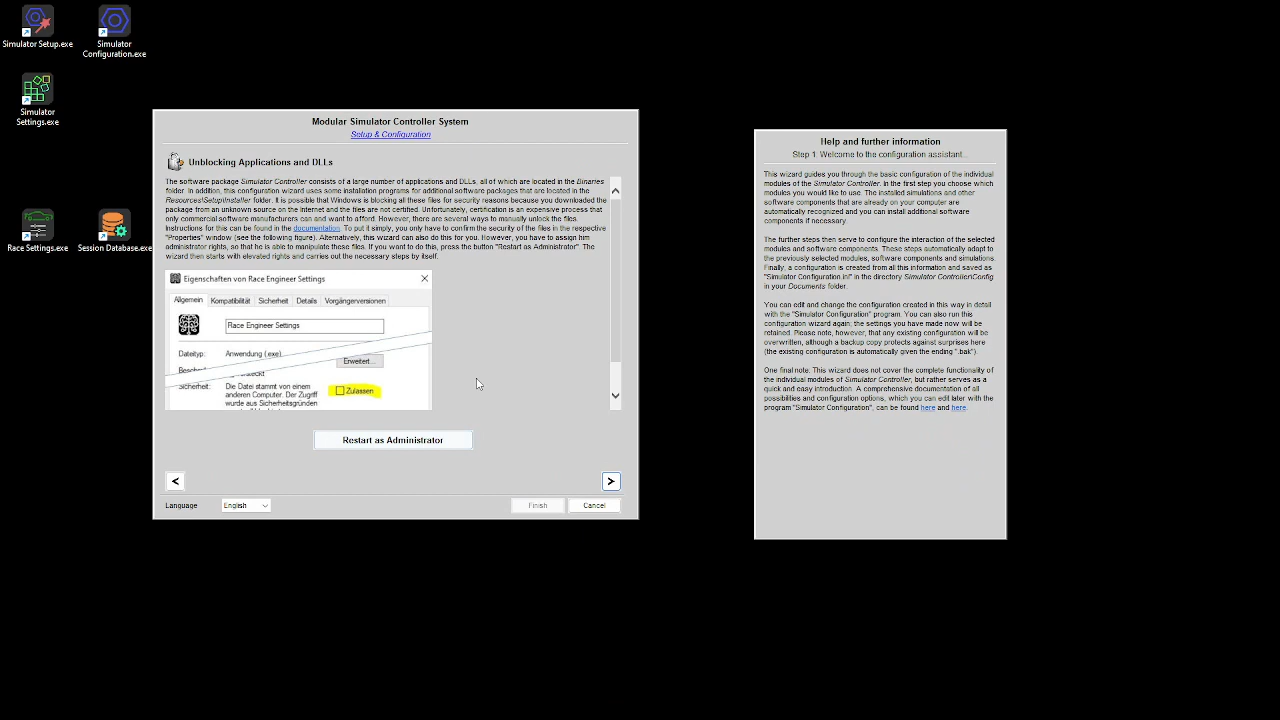 Simulator Setup.exe
Simulator
Configuration.exe
Simulator
Settings.exe
Race Settings.exe
Session Database.exe
Modular Simulator Controller System
Setup & Configuration
Unblocking Applications and DLLs
The software package Simulator Controller consists of a large number of applications and DLLs, all of which are located in the Binaries
folder. In addition, this configuration wizard uses some installation programs for additional software packages that are located in the
Resources\Setup\Installer folder. It is possible that Windows is blocking all these files for security reasons because you downloaded the
package from an unknown source on the Internet and the files are not certified. Unfortunately, certification is an expensive process that
only commercial software manufacturers can and want to afford. However, there are several ways to manually unlock the files.
Instructions for this can be found in the documentation. To put it simply, you only have to confirm the security of the files in the respective
"Properties" window (see the following figure). Alternatively, this wizard can also do this for you. However, you have to assign him
administrator rights, so that he is able to manipulate these files. If you want to do this, press the button "Restart as Administrator". The
wizard then starts with elevated rights and carries out the necessary steps by itself.
Eigenschaften von Race Engineer Settings
Allgemein Kompatibilität Sicherheit Details Vorgängerversionen
Race Engineer Settings
Dateityp: Anwendung (.exe)
Erweitert...
Sicherheit: Die Datei stammt von einem
anderen Computer. Der Zugriff
wurde aus Sicherheitsgründen
Zulassen
Restart as Administrator
< >
Language English Finish Cancel
Help and further information
Step 1: Welcome to the configuration assistant...
This wizard guides you through the basic configuration of the individual
modules of the Simulator Controller. In the first step you choose which
modules you would like to use. The installed simulations and other
software components that are already on your computer are
automatically recognized and you can install additional software
components if necessary.
The further steps then serve to configure the interaction of the selected
modules and software components. These steps automatically adapt to
the previously selected modules, software components and simulations.
Finally, a configuration is created from all this information and saved as
"Simulator Configuration.ini" in the directory Simulator Controller\Config
in your Documents folder.
You can edit and change the configuration created in this way in detail
with the "Simulator Configuration" program. You can also run this
configuration wizard again; the settings you have made now will be
retained. Please note, however, that any existing configuration will be
overwritten, although a backup copy protects against surprises here
(the existing configuration is automatically given the ending ".bak").
One final note: This wizard does not cover the complete functionality of
the individual modules of Simulator Controller, but rather serves as a
quick and easy introduction. A comprehensive documentation of all
possibilities and configuration options, which you can edit later with the
program "Simulator Configuration", can be found here and here.